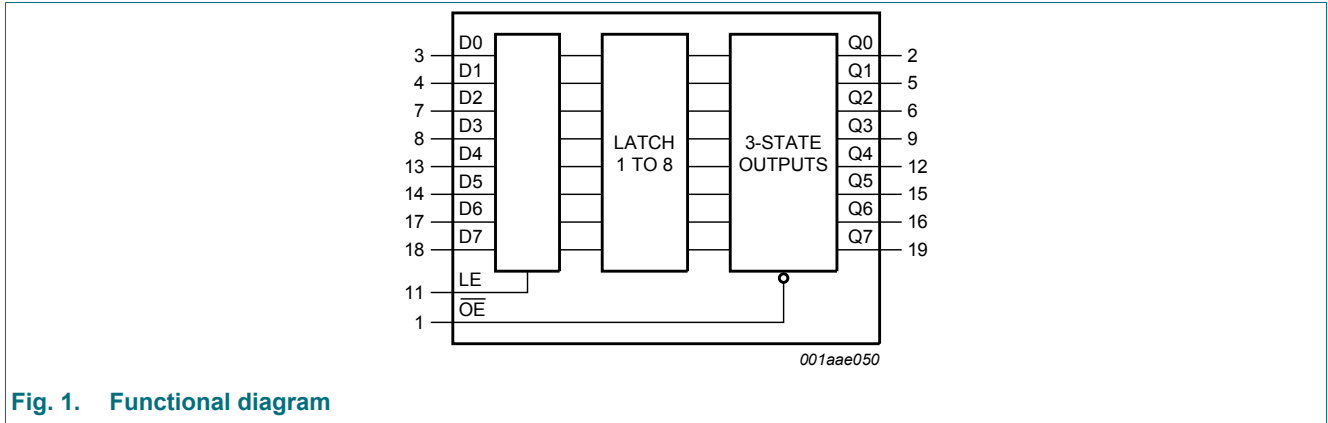 D0 Q0
3 2
D1 Q1
4 5
D2 Q2
7 6
D3 Q3
8 9
LATCH 3-STATE
D4 Q4
1 TO 8 OUTPUTS
13 12
D5 Q5
14 15
D6 Q6
17 16
D7 Q7
18 19
LE
11
OE
1
001aae050
Fig. 1. Functional diagram